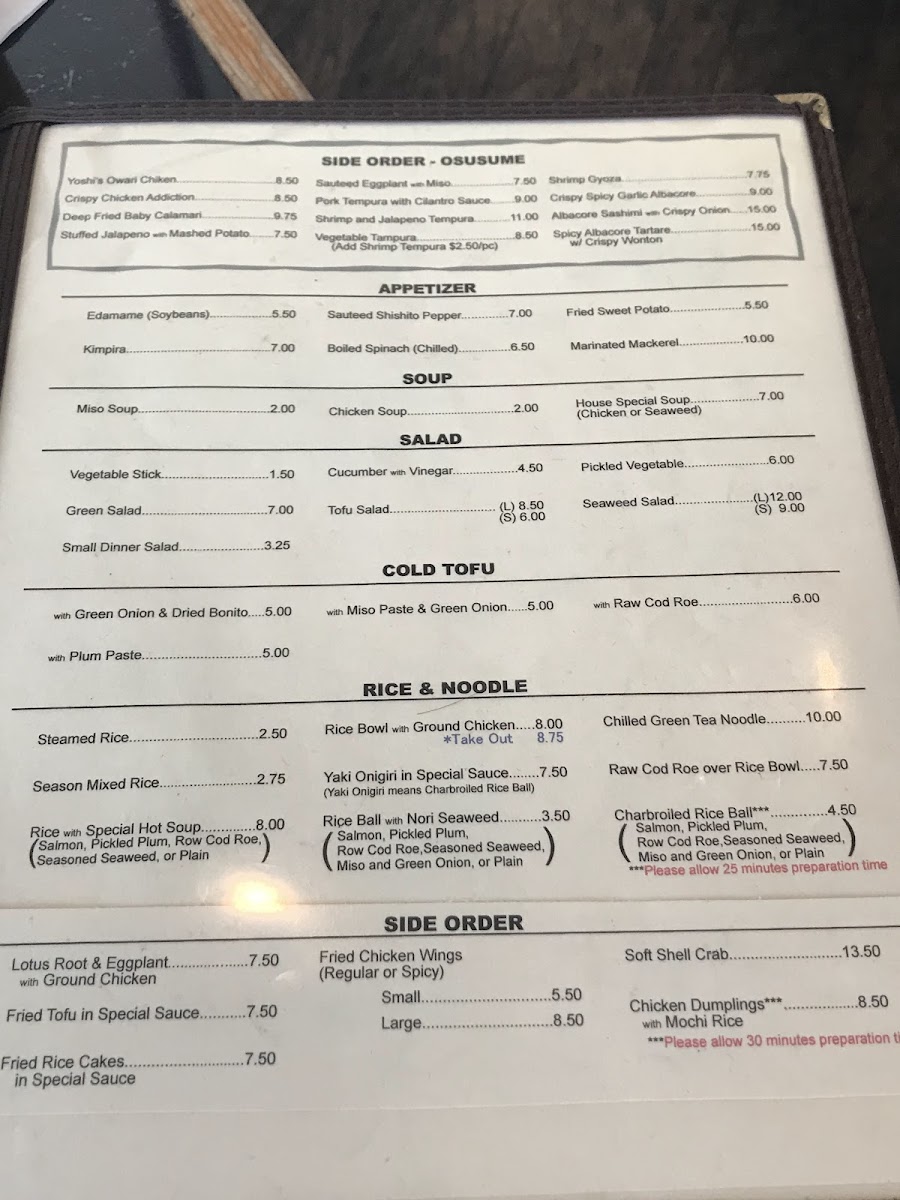 SIDE ORDER - OSUSUME
Yoshi's Owari Chiken.....8.50
Sauteed Eggplant with Miso.....7.50
Shrimp Gyoza.....7.75
Crispy Chicken Addiction.....8.50
Pork Tempura with Cilantro Sauce.....9.00
Crispy Spicy Garlic Albacore.....9.00
Deep Fried Baby Calamari.....9.75
Shrimp and Jalapeno Tempura.....11.00
Albacore Sashimi with Crispy Onion.....15.00
Stuffed Jalapeno with Mashed Potato.....7.50
Vegetable Tampura.....8.50
(Add Shrimp Tempura $2.50/pc)
Spicy Albacore Tartare.....15.00
w/ Crispy Wonton
APPETIZER
Edamame (Soybeans).....5.50
Sauteed Shishito Pepper.....7.00
Fried Sweet Potato.....5.50
Kimpira.....7.00
Boiled Spinach (Chilled).....6.50
Marinated Mackerel.....10.00
SOUP
Miso Soup.....2.00
Chicken Soup.....2.00
House Special Soup.....7.00
(Chicken or Seaweed)
SALAD
Vegetable Stick.....1.50
Cucumber with Vinegar.....4.50
Pickled Vegetable.....6.00
Green Salad.....7.00
Tofu Salad.....(L) 8.50
(S) 6.00
Seaweed Salad.....(L)12.00
(S) 9.00
Small Dinner Salad.....3.25
COLD TOFU
with Green Onion & Dried Bonito.....5.00
with Miso Paste & Green Onion.....5.00
with Raw Cod Roe.....6.00
with Plum Paste.....5.00
RICE & NOODLE
Steamed Rice.....2.50
Rice Bowl with Ground Chicken.....8.00
*Take Out 8.75
Chilled Green Tea Noodle.....10.00
Season Mixed Rice.....2.75
Yaki Onigiri in Special Sauce.....7.50
(Yaki Onigiri means Charbroiled Rice Ball)
Raw Cod Roe over Rice Bowl.....7.50
Rice with Special Hot Soup.....8.00
(Salmon, Pickled Plum, Row Cod Roe,
Seasoned Seaweed, or Plain)
Rice Ball with Nori Seaweed.....3.50
(Salmon, Pickled Plum,
Row Cod Roe,Seasoned Seaweed,
Miso and Green Onion, or Plain)
Charbroiled Rice Ball***.....4.50
(Salmon, Pickled Plum,
Row Cod Roe,Seasoned Seaweed,
Miso and Green Onion, or Plain)
***Please allow 25 minutes preparation time
SIDE ORDER
Lotus Root & Eggplant.....7.50
with Ground Chicken
Fried Tofu in Special Sauce.....7.50
Fried Rice Cakes.....7.50
in Special Sauce
Fried Chicken Wings
(Regular or Spicy)
Small.....5.50
Large.....8.50
Soft Shell Crab.....13.50
Chicken Dumplings***.....8.50
with Mochi Rice
***Please allow 30 minutes preparation ti